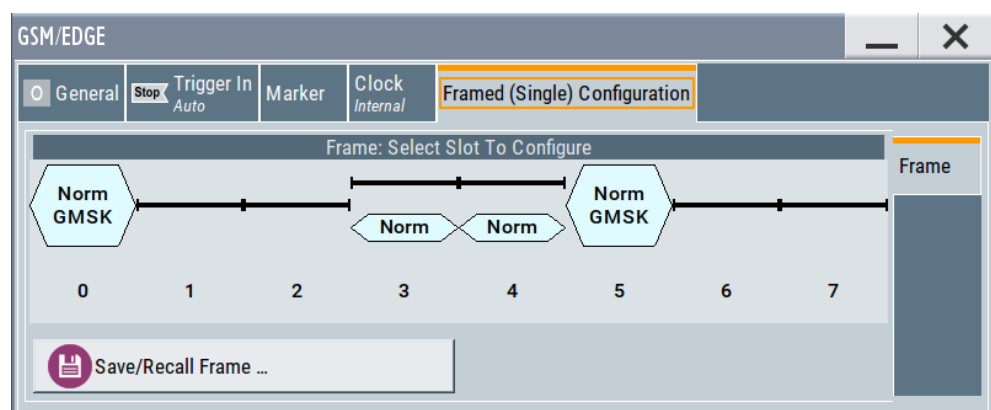 GSM/EDGE
O General Stop Trigger In Auto Marker Clock Internal Framed (Single) Configuration
Frame: Select Slot To Configure
Frame
Norm GMSK
Norm
Norm
Norm GMSK
0 1 2 3 4 5 6 7
Save/Recall Frame ...